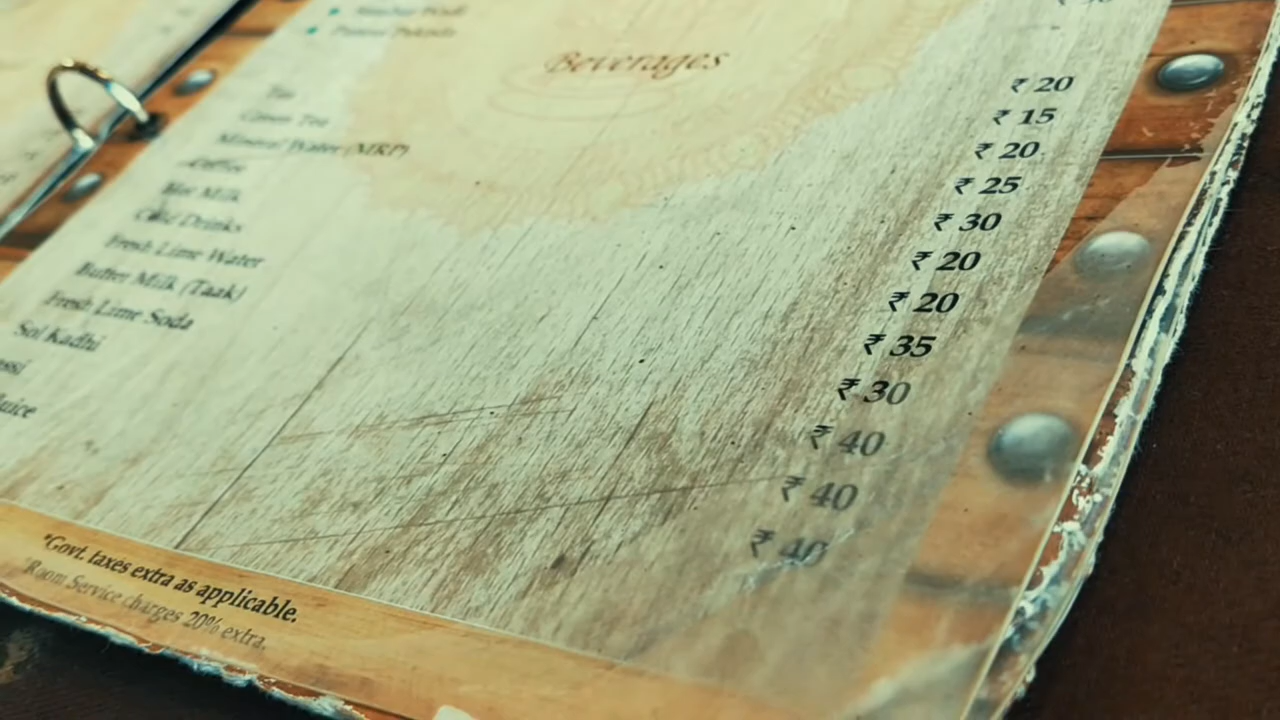 Beverages
Tea ₹ 20
Green Tea ₹ 15
Mineral Water (MRP) ₹ 20
Coffee ₹ 25
Milk ₹ 30
Cold Drinks ₹ 20
Fresh Lime Water ₹ 20
Butter Milk (Taak) ₹ 35
Fresh Lime Soda ₹ 30
Sol Kadhi ₹ 40
₹ 40
Juice ₹ 40
*Govt. taxes extra as applicable.
*Room Service charges 20% extra.